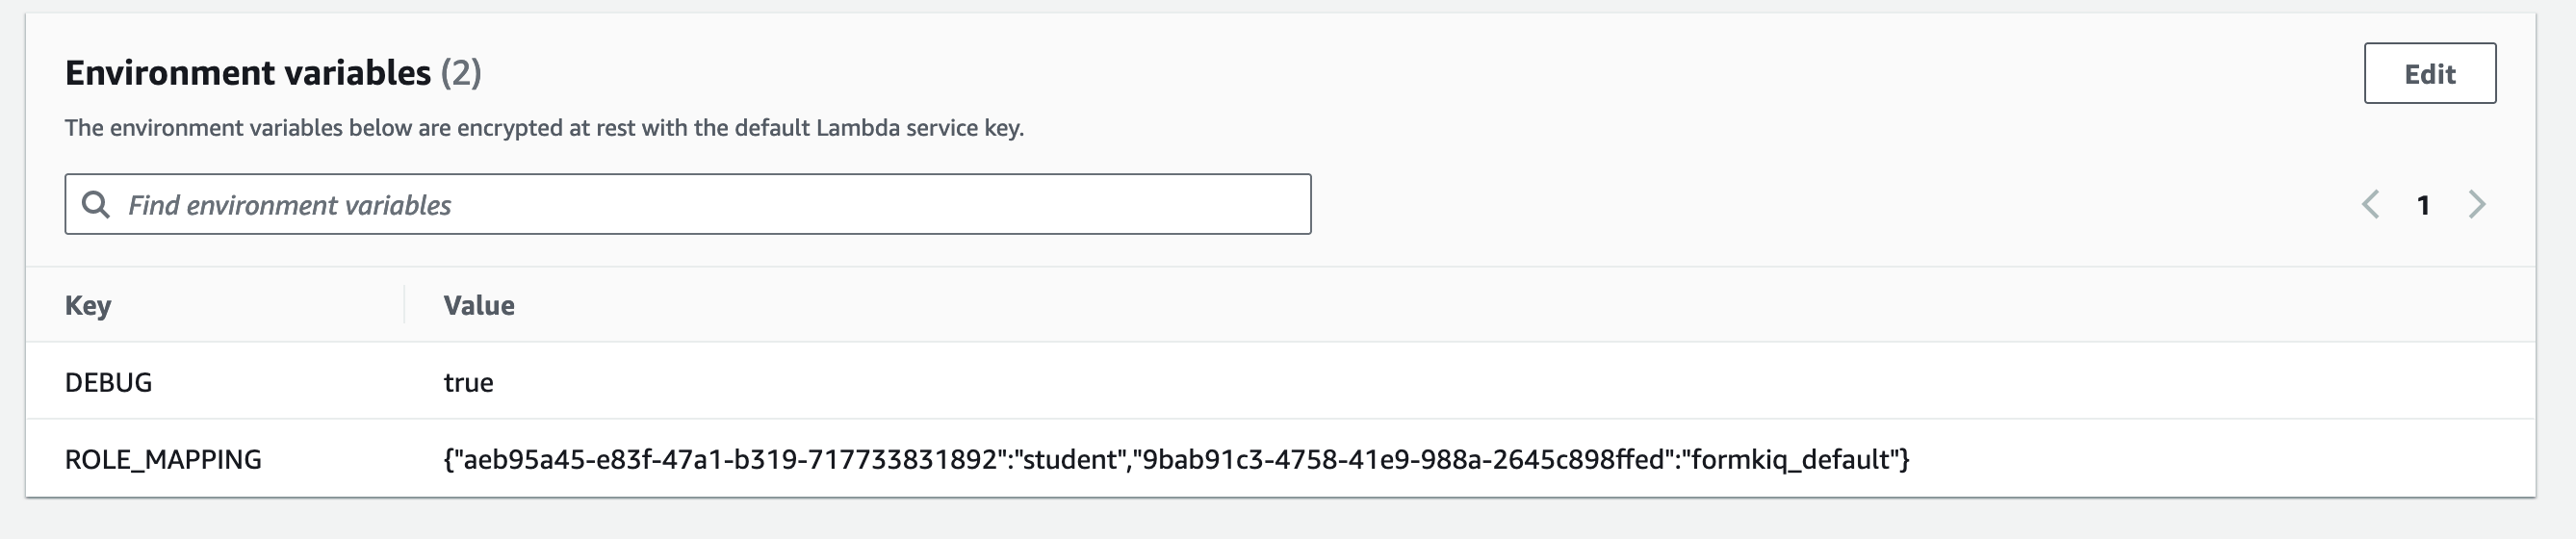 Environment variables (2)
Edit
The environment variables below are encrypted at rest with the default Lambda service key.
Find environment variables
1
Key Value
DEBUG true
ROLE_MAPPING {"aeb95a45-e83f-47a1-b319-717733831892":"student","9bab91c3-4758-41e9-988a-2645c898ffed":"formkiq_default"}